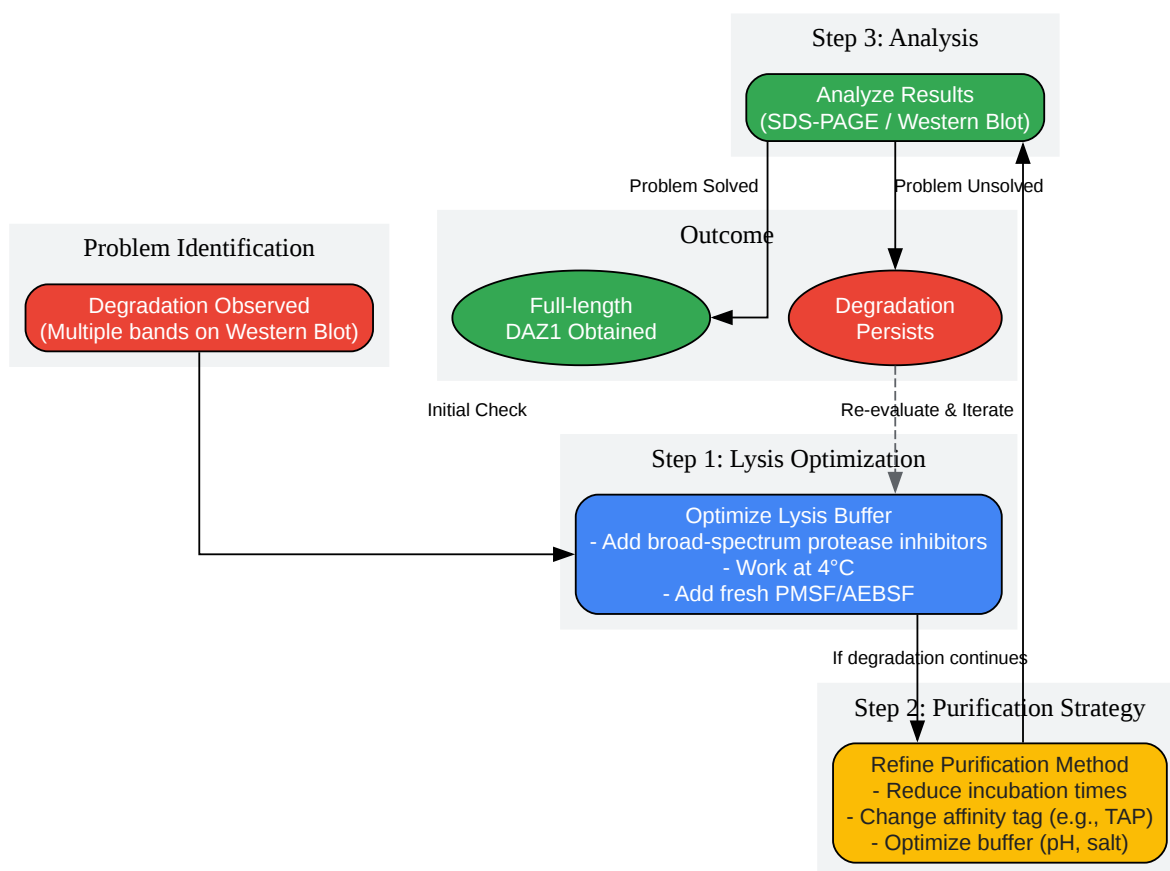 Step 3: Analysis
Analyze Results
(SDS-PAGE / Western Blot)
Problem Solved
Problem Unsolved
Outcome
Problem Identification
Degradation Observed
(Multiple bands on Western Blot)
Full-length
DAZ1 Obtained
Degradation
Persists
Initial Check
Re-evaluate & Iterate
Step 1: Lysis Optimization
Optimize Lysis Buffer
- Add broad-spectrum protease inhibitors
- Work at 4°C
- Add fresh PMSF/AEBSF
If degradation continues
Step 2: Purification Strategy
Refine Purification Method
- Reduce incubation times
- Change affinity tag (e.g., TAP)
- Optimize buffer (pH, salt)